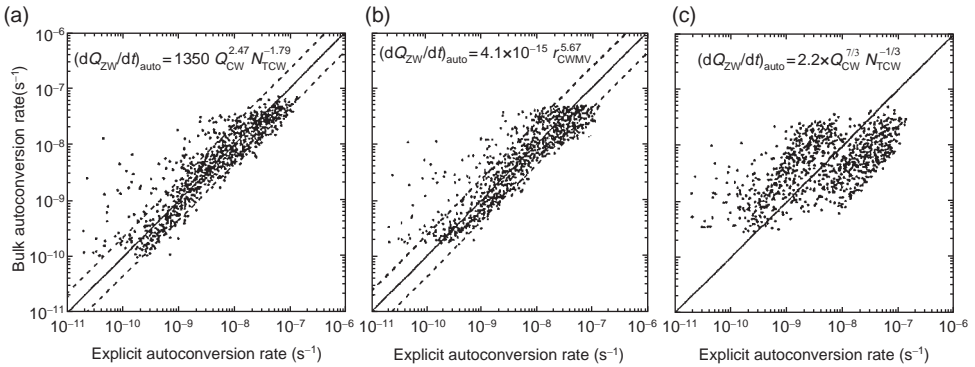 (a)
(dQ_ZW/dt)_auto = 1350 Q_CW^2.47 N_TCW^−1.79
10^−6
10^−7
10^−8
10^−9
10^−10
10^−11
Bulk autoconversion rate(s^−1)
10^−11 10^−10 10^−9 10^−8 10^−7 10^−6
Explicit autoconversion rate (s^−1)
(b)
(dQ_ZW/dt)_auto = 4.1×10^−15 r_CWMV^5.67
10^−11 10^−10 10^−9 10^−8 10^−7 10^−6
Explicit autoconversion rate (s^−1)
(c)
(dQ_ZW/dt)_auto = 2.2× Q_CW^7/3 N_TCW^−1/3
10^−11 10^−10 10^−9 10^−8 10^−7 10^−6
Explicit autoconversion rate (s^−1)